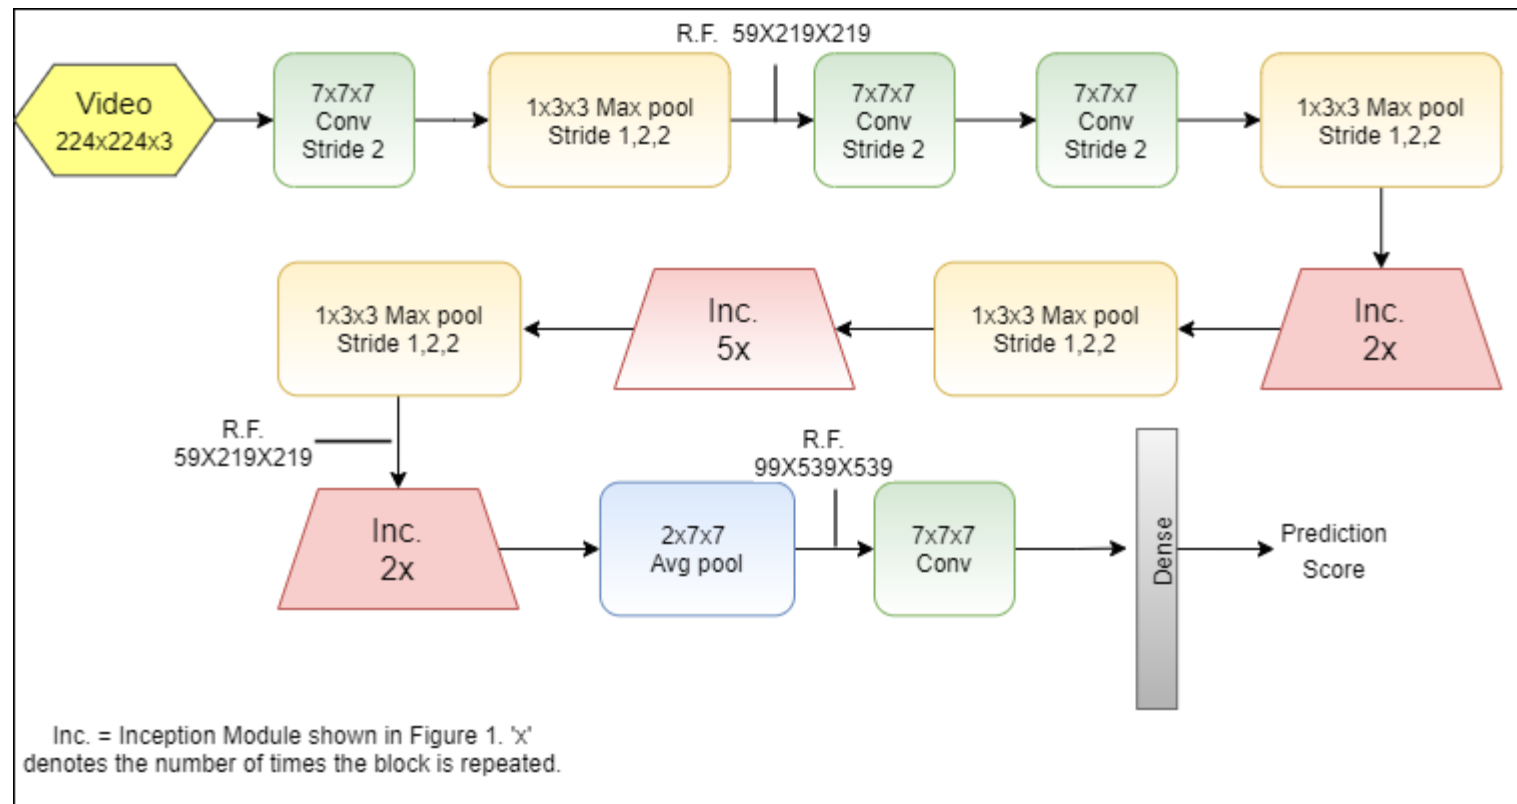 R.F. 59X219X219
Video
224x224x3
7x7x7
Conv
Stride 2
1x3x3 Max pool
Stride 1,2,2
7x7x7
Conv
Stride 2
7x7x7
Conv
Stride 2
1x3x3 Max pool
Stride 1,2,2
Inc.
2x
1x3x3 Max pool
Stride 1,2,2
Inc.
5x
1x3x3 Max pool
Stride 1,2,2
R.F.
59X219X219
Inc.
2x
2x7x7
Avg pool
R.F.
99X539X539
7x7x7
Conv
Dense
Prediction
Score
Inc. = Inception Module shown in Figure 1. 'x'
denotes the number of times the block is repeated.